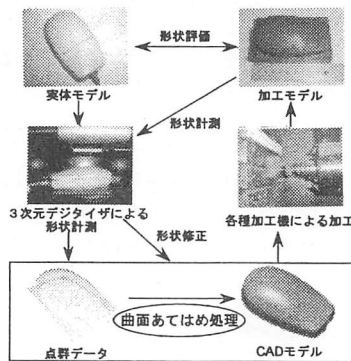 形状評価
実体モデル
加工モデル
形状計測
3次元デジタイザによる
形状計測
各種加工機による加工
形状修正
曲面あてはめ処理
点群データ
CADモデル